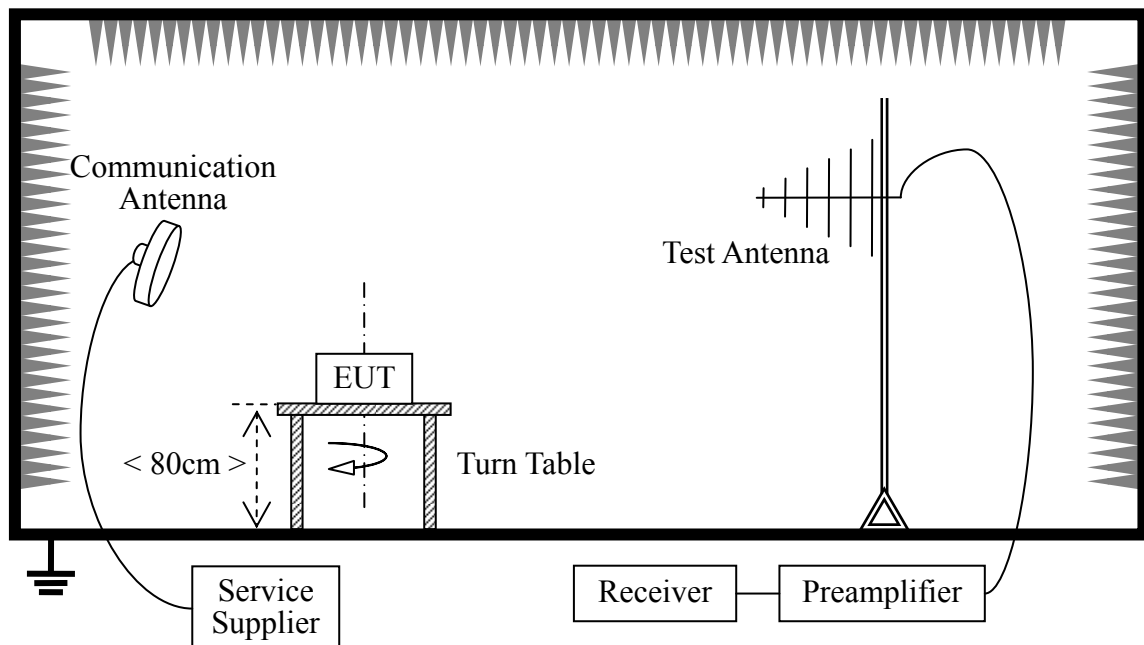 Communication
Antenna
Test Antenna
EUT
< 80cm >
Turn Table
Service
Supplier
Receiver
Preamplifier